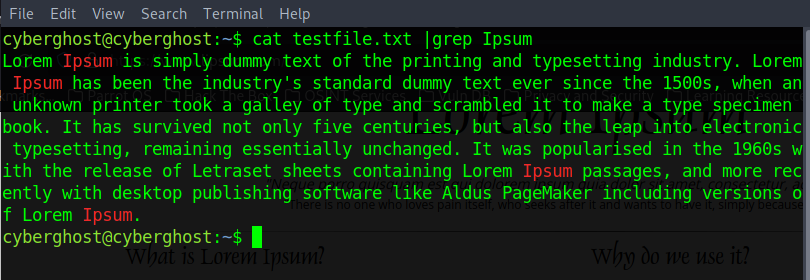 File Edit View Search Terminal Help
cyberghost@cyberghost:~$ cat testfile.txt |grep Ipsum
Lorem Ipsum is simply dummy text of the printing and typesetting industry. Lorem
 Ipsum has been the industry's standard dummy text ever since the 1500s, when an
 unknown printer took a galley of type and scrambled it to make a type specimen
book. It has survived not only five centuries, but also the leap into electronic
 typesetting, remaining essentially unchanged. It was popularised in the 1960s w
ith the release of Letraset sheets containing Lorem Ipsum passages, and more rec
ently with desktop publishing software like Aldus PageMaker including versions o
f Lorem Ipsum.
cyberghost@cyberghost:~$
What is Lorem Ipsum? Why do we use it?